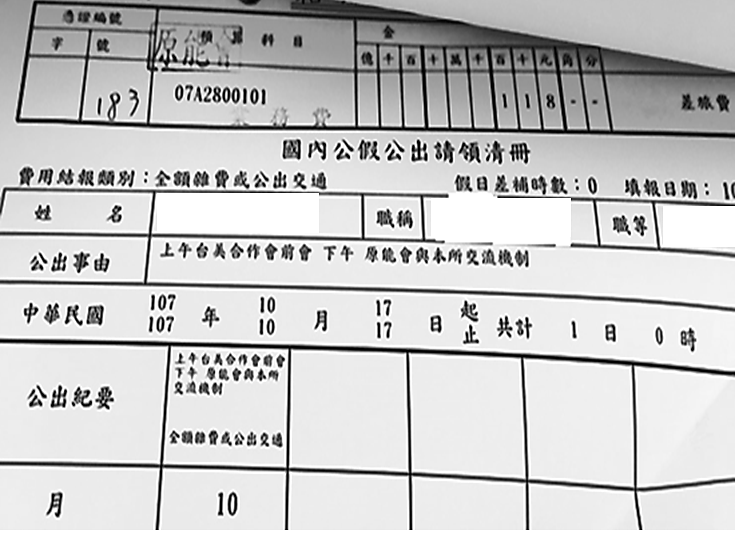 憑證編號
字 號 預算科目 金
億 千 百 十 萬 千 百 十 元 角 分
原能會
183 07A2800101 1 1 8 - - 差旅費
業務費
國內公假公出請領清冊
費用結報類別：全額雜費或公出交通 假日差補時數：0 填報日期：10
姓 名 職稱 職等
公出事由 上午台美合作會前會 下午 原能會與本所交流機制
中華民國 107 年 10 月 17 日 起 共計 1 日 0 時
107 10 17 止
公出紀要 上午台美合作會前會
下午 原能會與本所
交流機制
全額雜費或公出交通
月 10